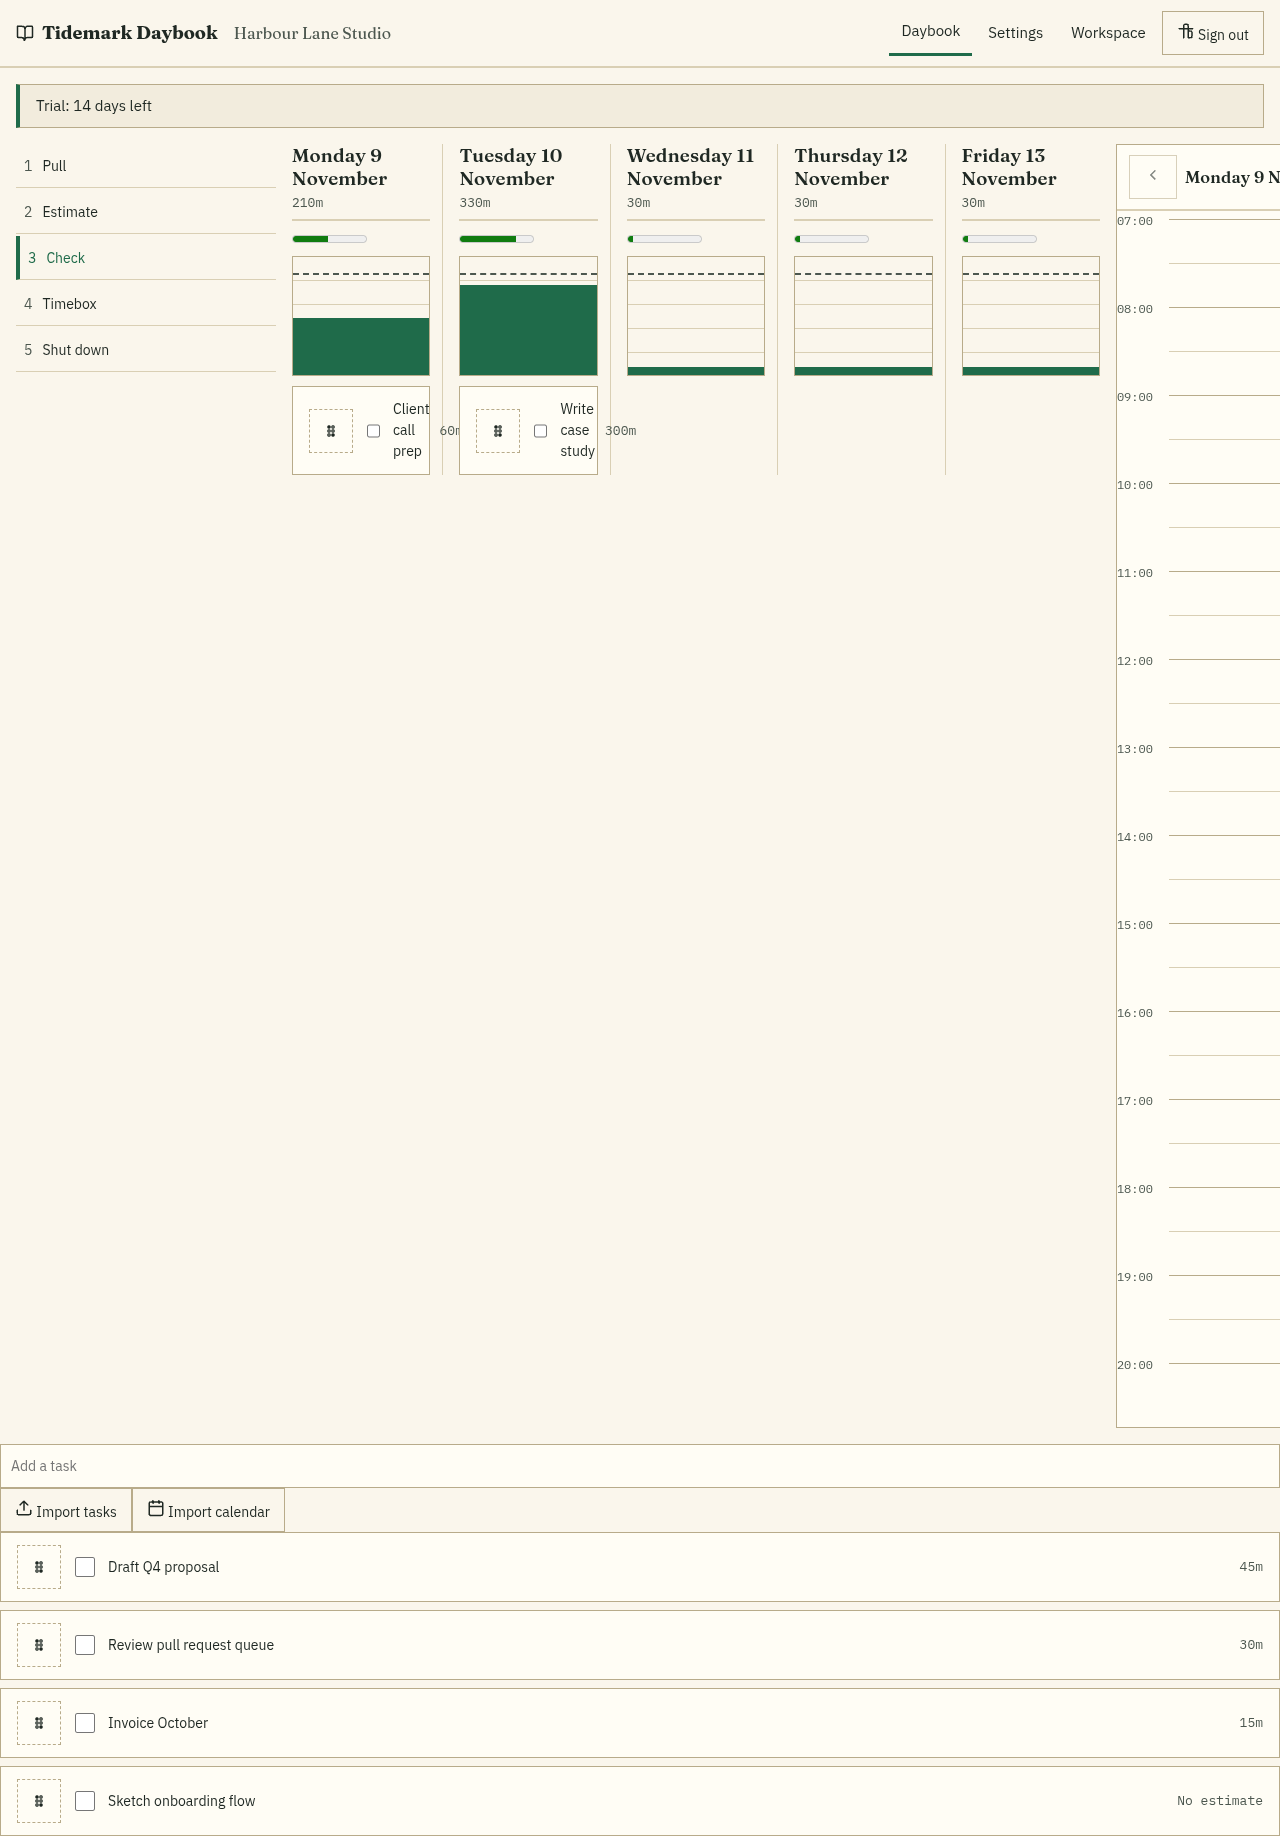 Tidemark Daybook
Harbour Lane Studio
Daybook
Settings
Workspace
Sign out
Trial: 14 days left
1 Pull
2 Estimate
3 Check
4 Timebox
5 Shut down
Monday 9
November
210m
Client
call
prep
60m
Tuesday 10
November
330m
Write
case
study
300m
Wednesday 11
November
30m
Thursday 12
November
30m
Friday 13
November
30m
Monday 9 N
07:00
08:00
09:00
10:00
11:00
12:00
13:00
14:00
15:00
16:00
17:00
18:00
19:00
20:00
Add a task
Import tasks
Import calendar
Draft Q4 proposal 45m
Review pull request queue 30m
Invoice October 15m
Sketch onboarding flow No estimate